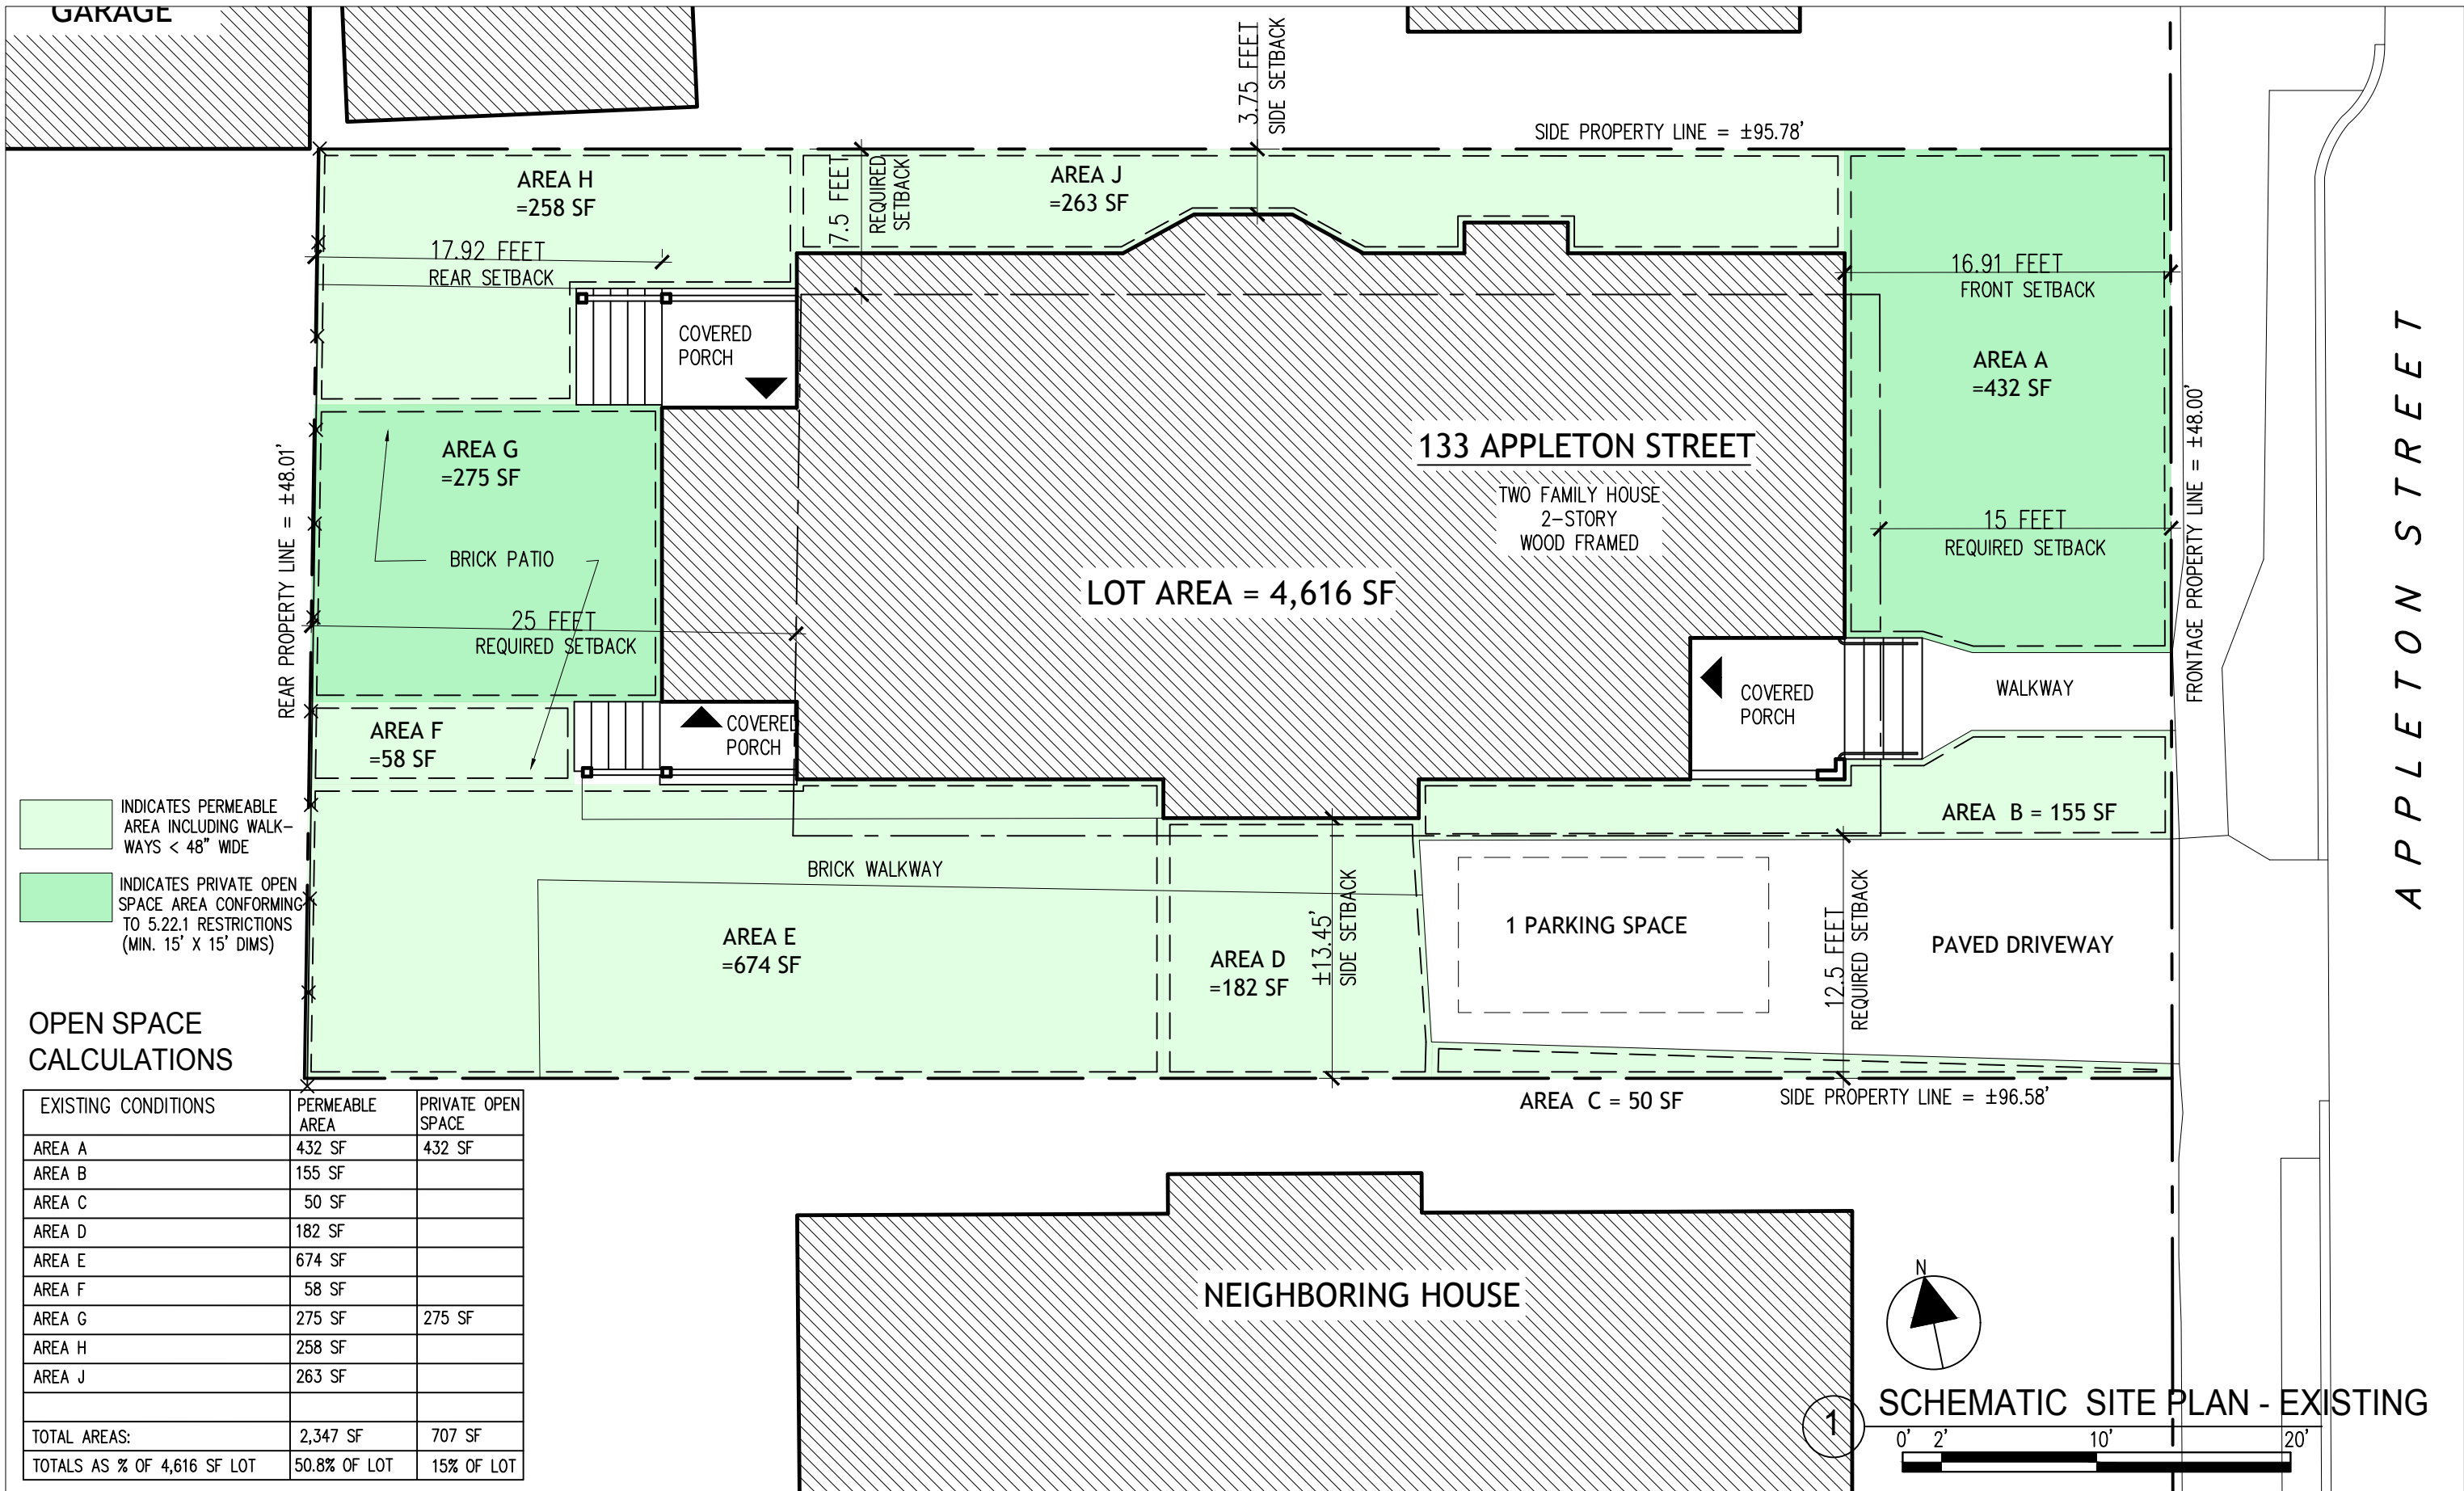 GARAGE
3.75 FEET
SIDE SETBACK
SIDE PROPERTY LINE = ±95.78'
AREA H
=258 SF
7.5 FEET
REQUIRED
SETBACK
AREA J
=263 SF
17.92 FEET
REAR SETBACK
16.91 FEET
FRONT SETBACK
COVERED
PORCH
AREA A
=432 SF
133 APPLETON STREET
TWO FAMILY HOUSE
2-STORY
WOOD FRAMED
AREA G
=275 SF
BRICK PATIO
15 FEET
REQUIRED SETBACK
LOT AREA = 4,616 SF
25 FEET
REQUIRED SETBACK
REAR PROPERTY LINE = ±48.01'
FRONTAGE PROPERTY LINE = ±48.00'
APPLETON STREET
COVERED
PORCH
WALKWAY
COVERED
PORCH
AREA F
=58 SF
AREA B = 155 SF
INDICATES PERMEABLE
AREA INCLUDING WALK-
WAYS < 48" WIDE
INDICATES PRIVATE OPEN
SPACE AREA CONFORMING
TO 5.22.1 RESTRICTIONS
(MIN. 15' X 15' DIMS)
BRICK WALKWAY
AREA E
=674 SF
AREA D
=182 SF
±13.45'
SIDE SETBACK
1 PARKING SPACE
12.5 FEET
REQUIRED SETBACK
PAVED DRIVEWAY
AREA C = 50 SF
SIDE PROPERTY LINE = ±96.58'
OPEN SPACE
CALCULATIONS
EXISTING CONDITIONS PERMEABLE AREA PRIVATE OPEN SPACE
AREA A 432 SF 432 SF
AREA B 155 SF
AREA C 50 SF
AREA D 182 SF
AREA E 674 SF
AREA F 58 SF
AREA G 275 SF 275 SF
AREA H 258 SF
AREA J 263 SF
TOTAL AREAS: 2,347 SF 707 SF
TOTALS AS % OF 4,616 SF LOT 50.8% OF LOT 15% OF LOT
NEIGHBORING HOUSE
N
1
SCHEMATIC SITE PLAN - EXISTING
0' 2' 10' 20'